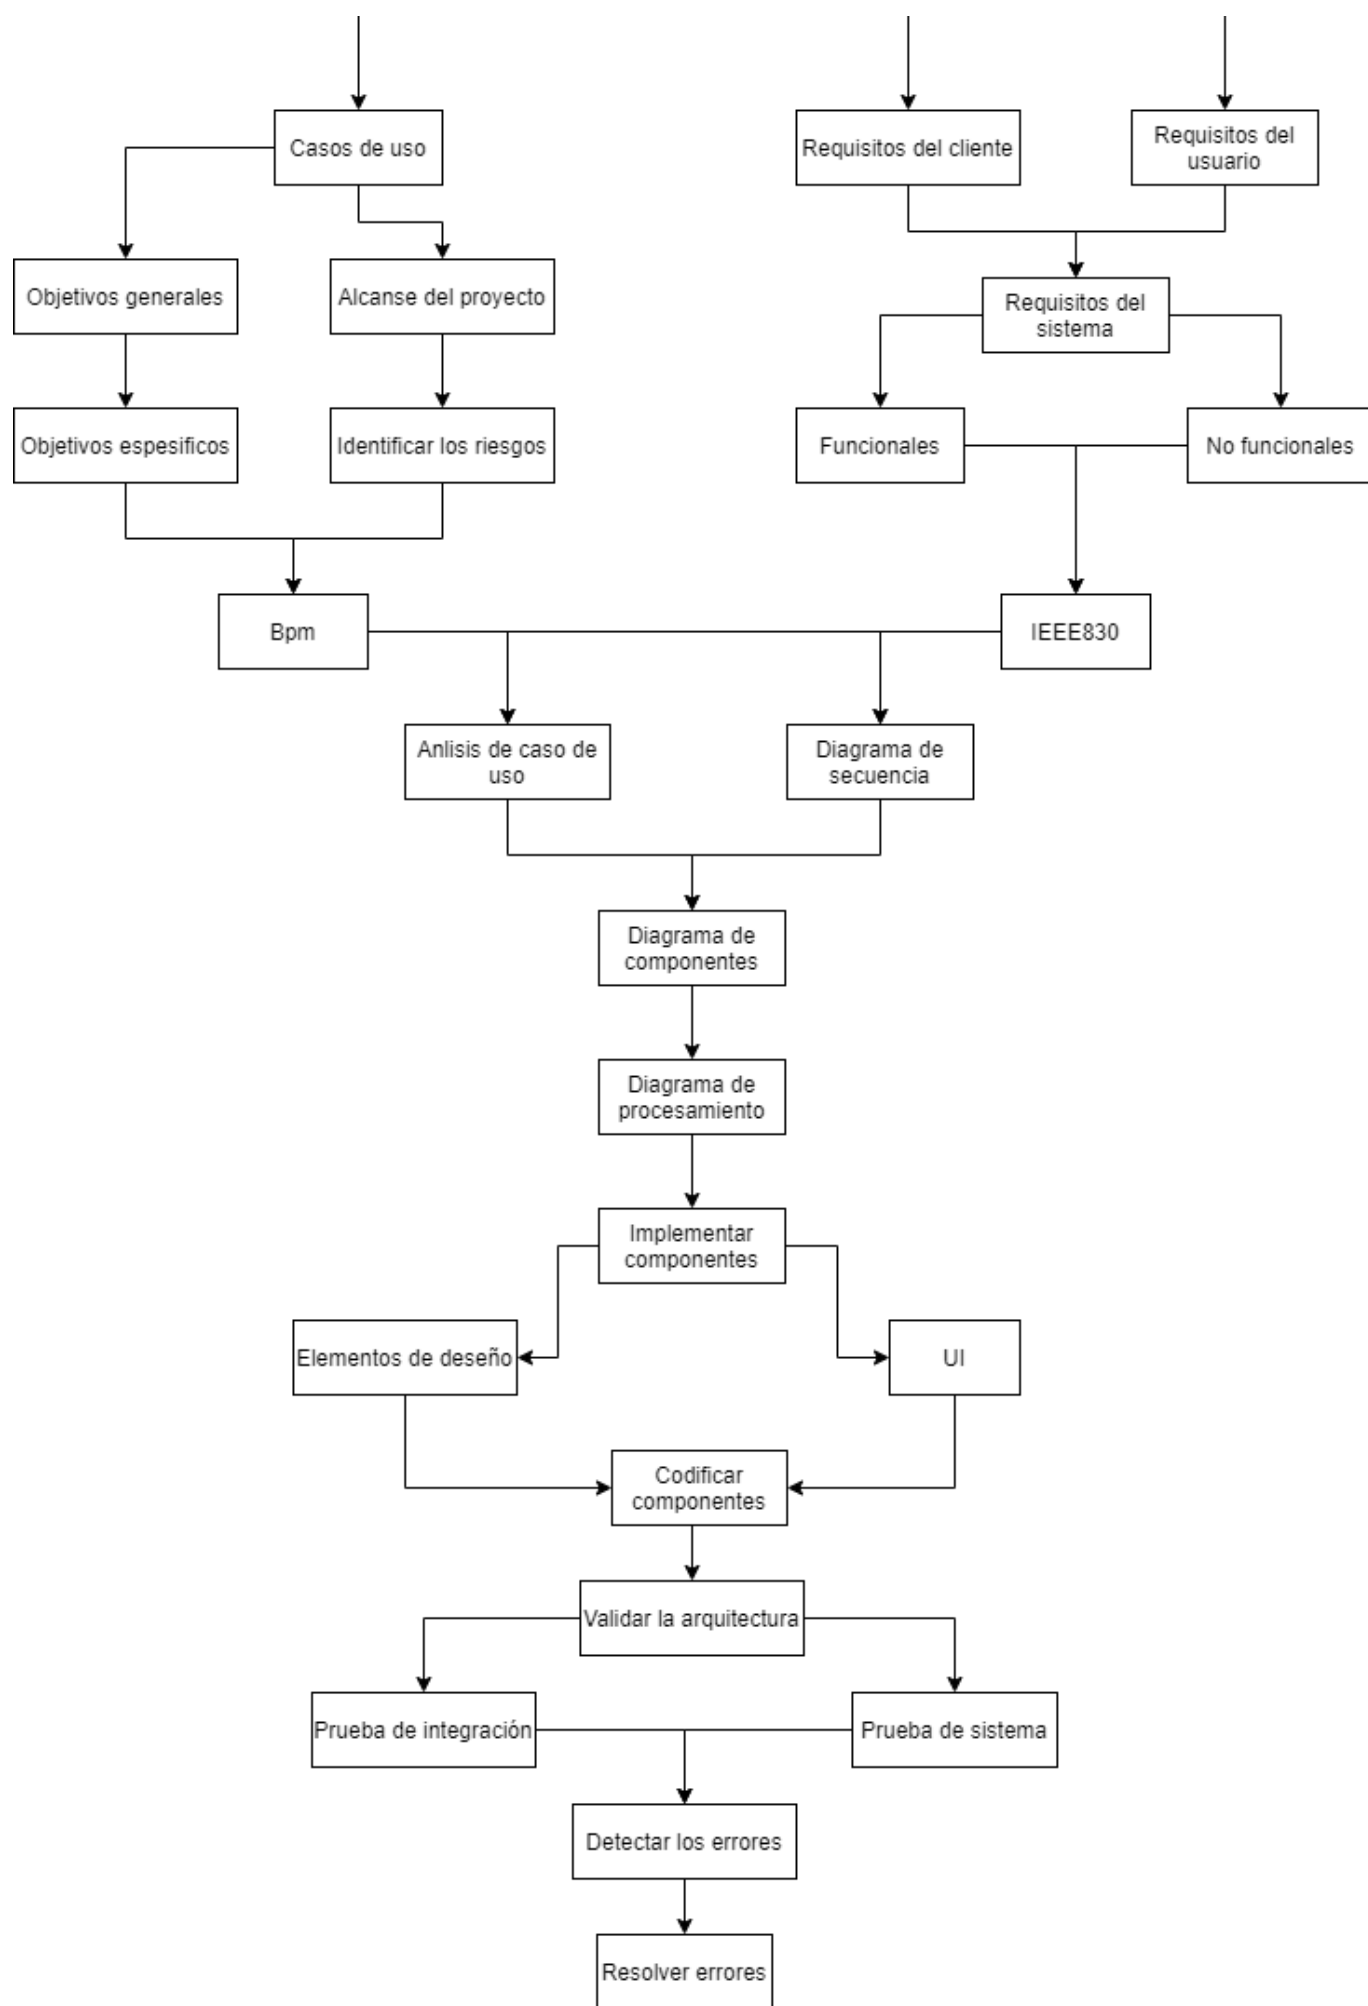 Casos de uso
Requisitos del cliente
Requisitos del
usuario
Objetivos generales
Alcanse del proyecto
Requisitos del
sistema
Objetivos espesificos
Identificar los riesgos
Funcionales
No funcionales
Bpm
IEEE830
Anlisis de caso de
uso
Diagrama de
secuencia
Diagrama de
componentes
Diagrama de
procesamiento
Implementar
componentes
Elementos de deseño
UI
Codificar
componentes
Validar la arquitectura
Prueba de integración
Prueba de sistema
Detectar los errores
Resolver errores